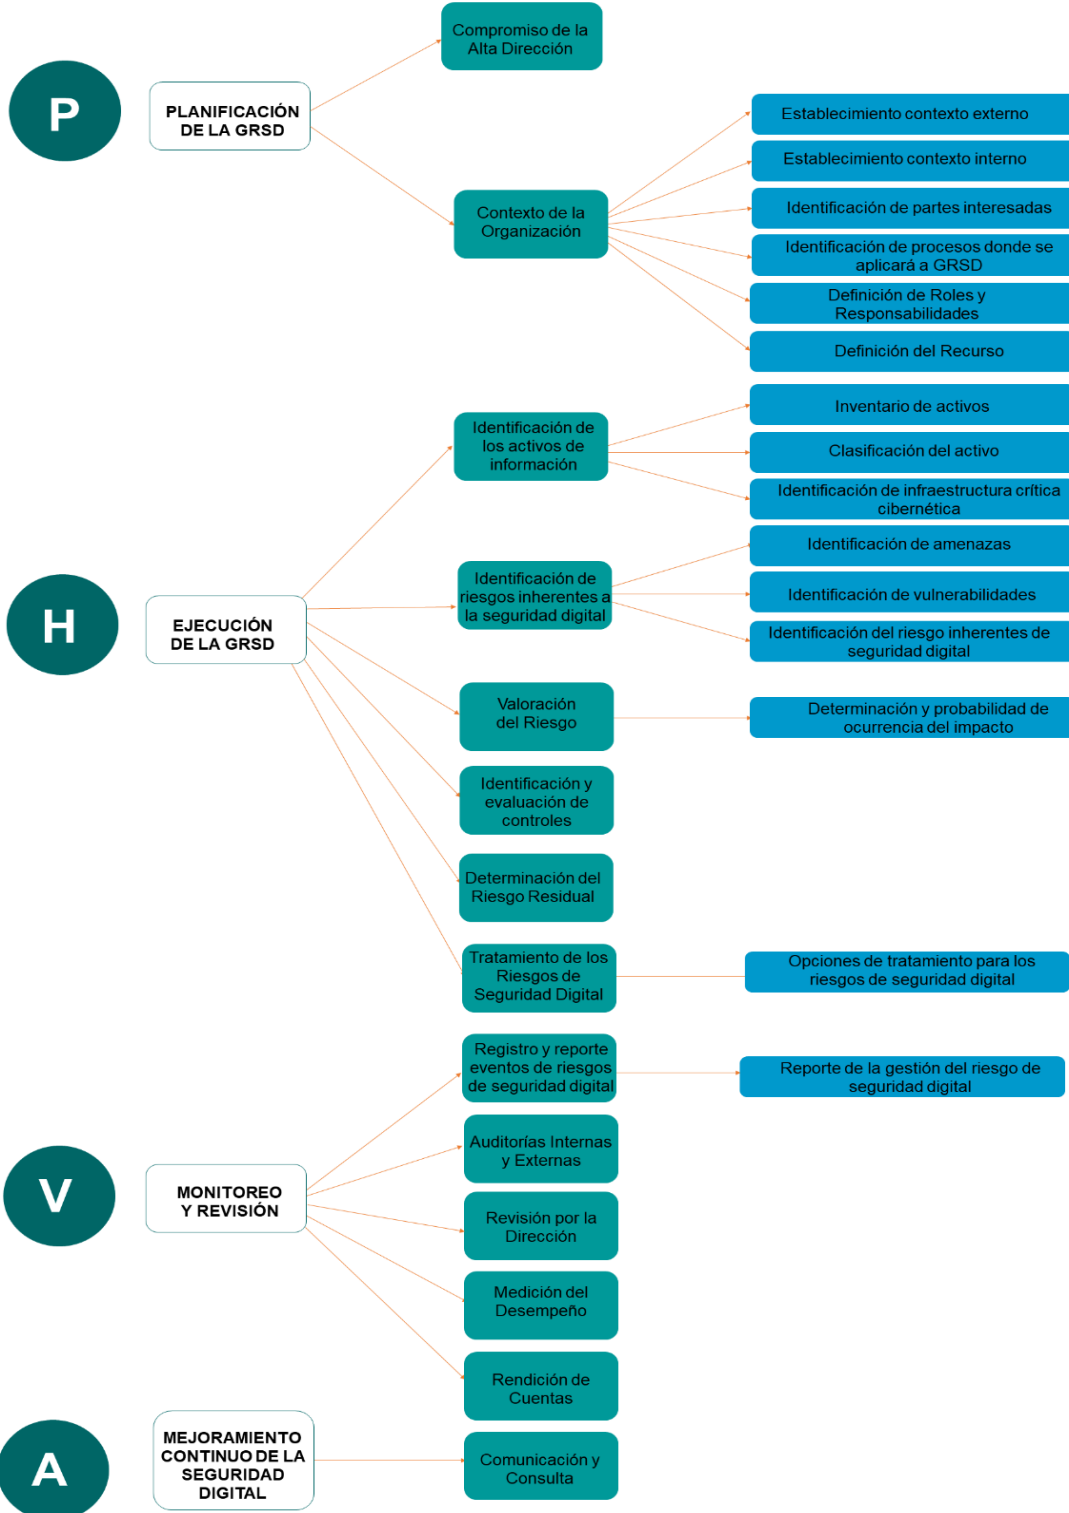 P
PLANIFICACIÓN
DE LA GRSD
Compromiso de la
Alta Dirección
Contexto de la
Organización
Establecimiento contexto externo
Establecimiento contexto interno
Identificación de partes interesadas
Identificación de procesos donde se
aplicará a GRSD
Definición de Roles y
Responsabilidades
Definición del Recurso
H
EJECUCIÓN
DE LA GRSD
Identificación de
los activos de
información
Inventario de activos
Clasificación del activo
Identificación de infraestructura crítica
cibernética
Identificación de
riesgos inherentes a
la seguridad digital
Identificación de amenazas
Identificación de vulnerabilidades
Identificación del riesgo inherentes de
seguridad digital
Valoración
del Riesgo
Determinación y probabilidad de
ocurrencia del impacto
Identificación y
evaluación de
controles
Determinación del
Riesgo Residual
Tratamiento de los
Riesgos de
Seguridad Digital
Opciones de tratamiento para los
riesgos de seguridad digital
V
MONITOREO
Y REVISIÓN
Registro y reporte
eventos de riesgos
de seguridad digital
Reporte de la gestión del riesgo de
seguridad digital
Auditorías Internas
y Externas
Revisión por la
Dirección
Medición del
Desempeño
Rendición de
Cuentas
A
MEJORAMIENTO
CONTINUO DE LA
SEGURIDAD
DIGITAL
Comunicación y
Consulta